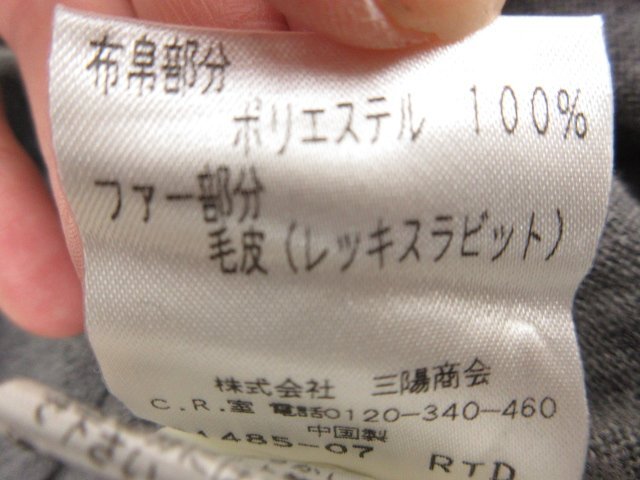 布帛部分
ポリエステル 100%
ファー部分
毛皮(レッキスラビット)
株式会社 三陽商会
C.R.室 電話0120-340-460
中国製
1485-07 RTD